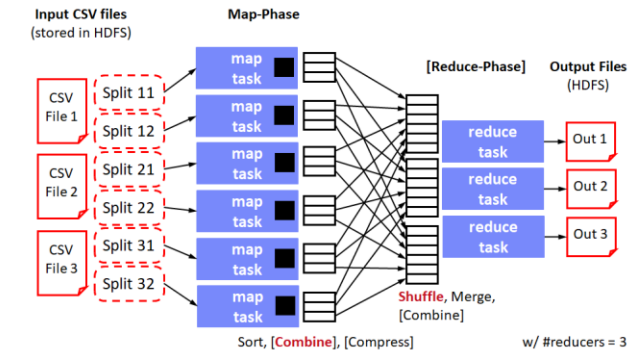 Input CSV files
(stored in HDFS)
Map-Phase
[Reduce-Phase]
Output Files
(HDFS)
CSV
File 1
CSV
File 2
CSV
File 3
Split 11
Split 12
Split 21
Split 22
Split 31
Split 32
map
task
map
task
map
task
map
task
map
task
map
task
reduce
task
reduce
task
reduce
task
Out 1
Out 2
Out 3
Sort, [Combine], [Compress]
Shuffle, Merge,
[Combine]
w/ #reducers = 3